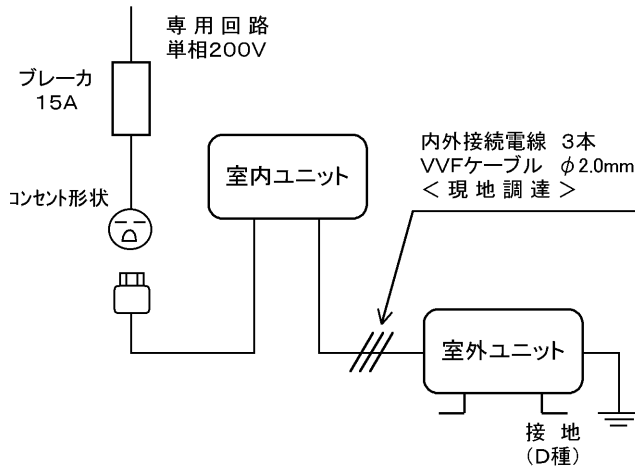 専用回路
単相200V
ブレーカ
15A
内外接続電線 3本
VVFケーブル φ2.0mm
<現地調達>
室内ユニット
コンセント形状
室外ユニット
接地
(D種)